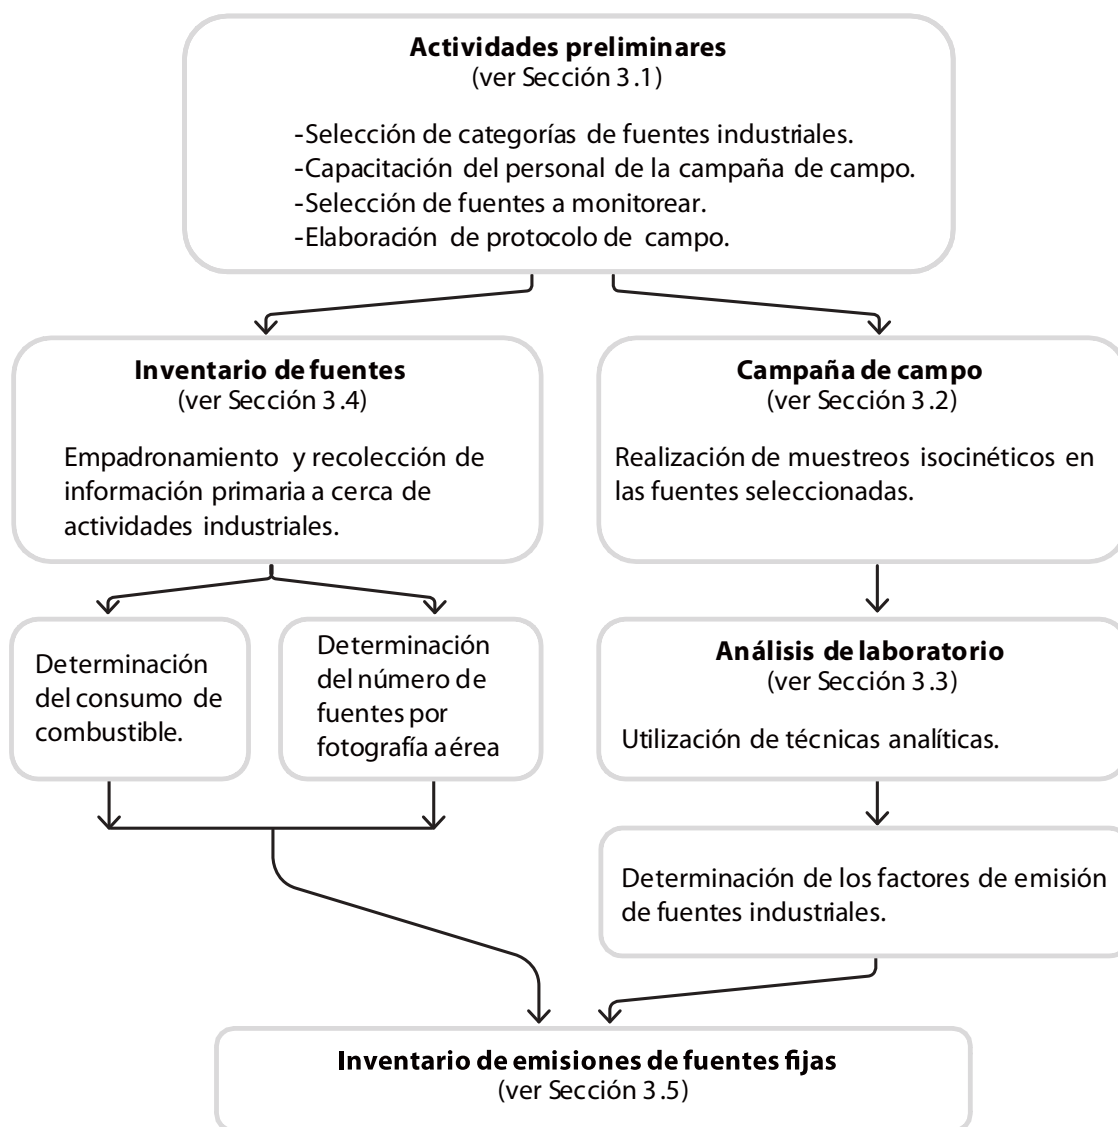 Actividades preliminares
(ver Sección 3.1)
-Selección de categorías de fuentes industriales.
-Capacitación del personal de la campaña de campo.
-Selección de fuentes a monitorear.
-Elaboración de protocolo de campo.
Inventario de fuentes
(ver Sección 3.4)
Empadronamiento y recolección de
información primaria a cerca de
actividades industriales.
Campaña de campo
(ver Sección 3.2)
Realización de muestreos isocinéticos en
las fuentes seleccionadas.
Determinación
del consumo de
combustible.
Determinación
del número de
fuentes por
fotografía aérea
Análisis de laboratorio
(ver Sección 3.3)
Utilización de técnicas analíticas.
Determinación de los factores de emisión
de fuentes industriales.
Inventario de emisiones de fuentes fijas
(ver Sección 3.5)